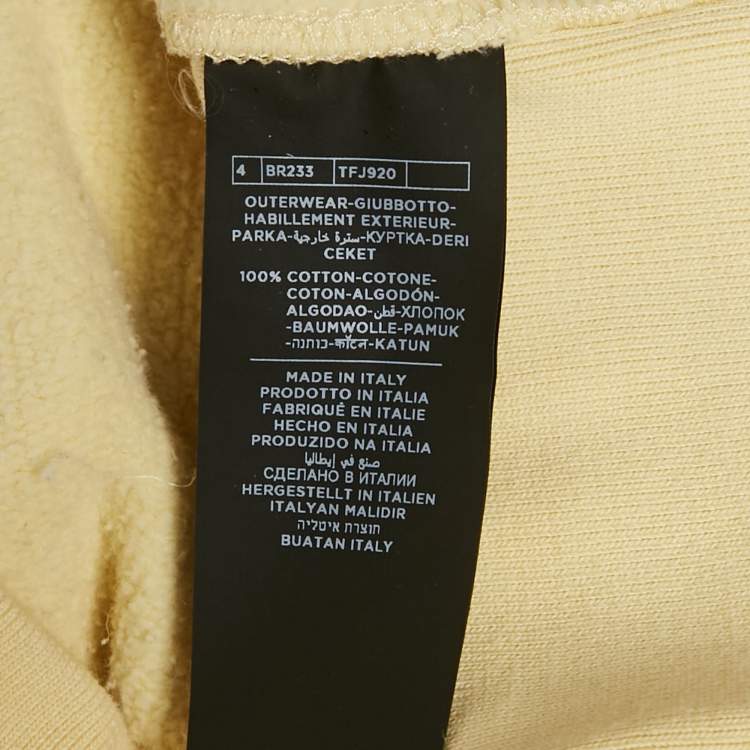 4 BR233 TFJ920
OUTERWEAR-GIUBBOTTO-
HABILLEMENT EXTERIEUR-
PARKA-سترة خارجية-КУРТКА-DERI
CEKET
100% COTTON-COTONE-
COTON-ALGODÓN-
ALGODAO-قطن-ХЛОПОК
-BAUMWOLLE-PAMUK
-כותנה-कॉटन-KATUN
MADE IN ITALY
PRODOTTO IN ITALIA
FABRIQUÉ EN ITALIE
HECHO EN ITALIA
PRODUZIDO NA ITALIA
صنع في إيطاليا
СДЕЛАНО В ИТАЛИИ
HERGESTELLT IN ITALIEN
ITALYAN MALIDIR
תוצרת איטליה
BUATAN ITALY